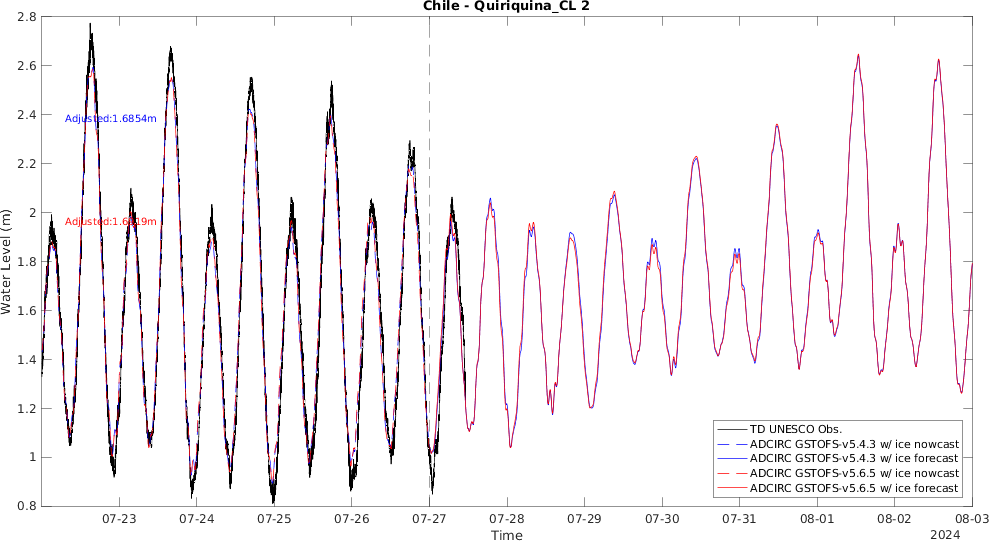 Chile - Quiriquina_CL 2
2.8
2.6
2.4
2.2
2
1.8
1.6
1.4
1.2
1
0.8
Water Level (m)
Adjusted:1.6854m
TD UNESCO Obs.
ADCIRC GSTOFS-v5.4.3 w/ ice nowcast
ADCIRC GSTOFS-v5.4.3 w/ ice forecast
ADCIRC GSTOFS-v5.6.5 w/ ice nowcast
ADCIRC GSTOFS-v5.6.5 w/ ice forecast
07-23 07-24 07-25 07-26 07-27 07-28 07-29 07-30 07-31 08-01 08-02 08-03
Time
2024